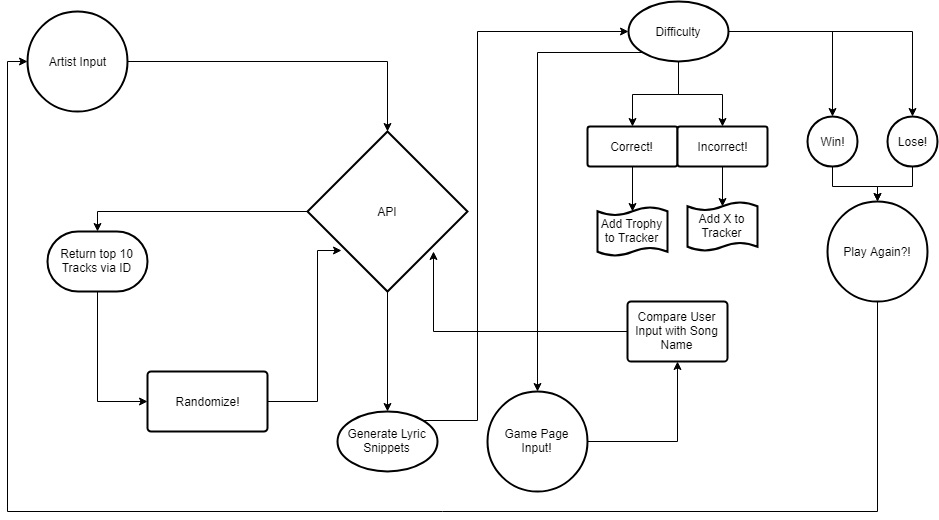 Difficulty
Artist Input
Correct!
Incorrect!
Win!
Lose!
API
Add Trophy
to Tracker
Add X to
Tracker
Return top 10
Tracks via ID
Play Again?!
Compare User
Input with Song
Name
Randomize!
Generate Lyric
Snippets
Game Page
Input!